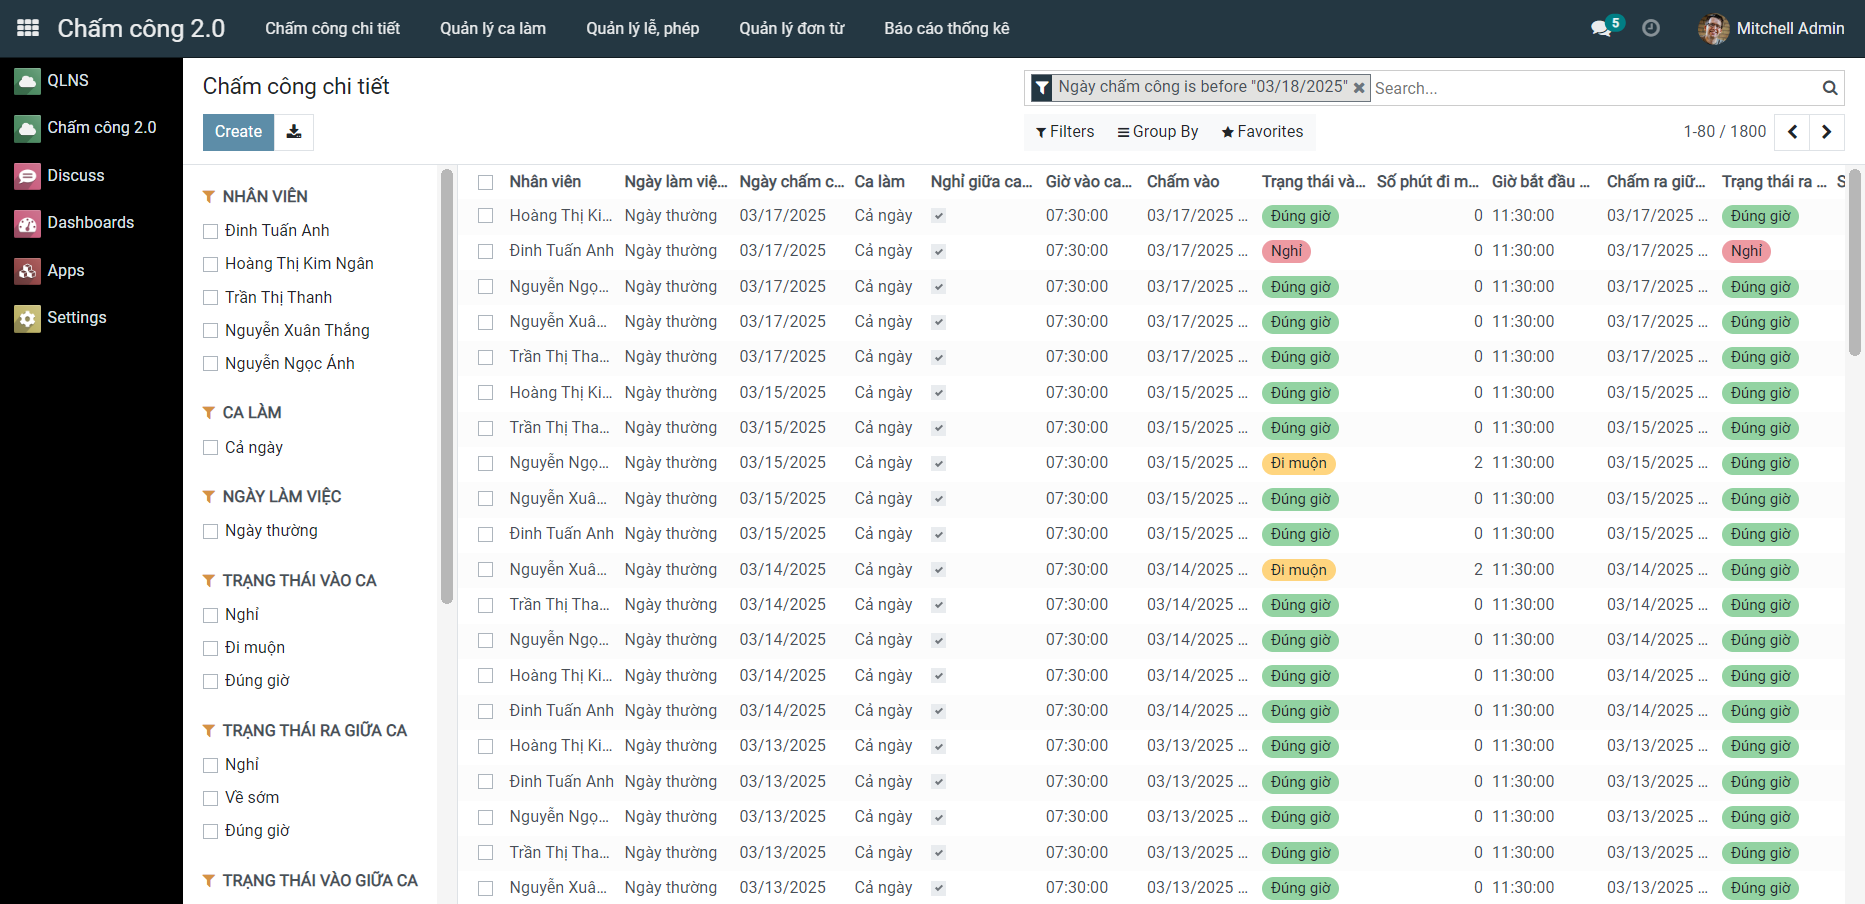 Chấm công 2.0 Chấm công chi tiết Quản lý ca làm Quản lý lễ, phép Quản lý đơn từ Báo cáo thống kê 5 Mitchell Admin
QLNS
Chấm công 2.0
Discuss
Dashboards
Apps
Settings
Chấm công chi tiết
Ngày chấm công is before "03/18/2025" Search...
Create
Filters Group By Favorites 1-80 / 1800
NHÂN VIÊN
Đinh Tuấn Anh
Hoàng Thị Kim Ngân
Trần Thị Thanh
Nguyễn Xuân Thắng
Nguyễn Ngọc Ánh
CA LÀM
Cả ngày
NGÀY LÀM VIỆC
Ngày thường
TRẠNG THÁI VÀO CA
Nghỉ
Đi muộn
Đúng giờ
TRẠNG THÁI RA GIỮA CA
Nghỉ
Về sớm
Đúng giờ
TRẠNG THÁI VÀO GIỮA CA
Nhân viên Ngày làm việ... Ngày chấm c... Ca làm Nghỉ giữa ca... Giờ vào ca... Chấm vào Trạng thái và... Số phút đi m... Giờ bắt đầu ... Chấm ra giữ... Trạng thái ra ... S
Hoàng Thị Ki... Ngày thường 03/17/2025 Cả ngày 07:30:00 03/17/2025 ... Đúng giờ 0 11:30:00 03/17/2025 ... Đúng giờ
Đinh Tuấn Anh Ngày thường 03/17/2025 Cả ngày 07:30:00 03/17/2025 ... Nghỉ 0 11:30:00 03/17/2025 ... Nghỉ
Nguyễn Ngọ... Ngày thường 03/17/2025 Cả ngày 07:30:00 03/17/2025 ... Đúng giờ 0 11:30:00 03/17/2025 ... Đúng giờ
Nguyễn Xuâ... Ngày thường 03/17/2025 Cả ngày 07:30:00 03/17/2025 ... Đúng giờ 0 11:30:00 03/17/2025 ... Đúng giờ
Trần Thị Tha... Ngày thường 03/17/2025 Cả ngày 07:30:00 03/17/2025 ... Đúng giờ 0 11:30:00 03/17/2025 ... Đúng giờ
Hoàng Thị Ki... Ngày thường 03/15/2025 Cả ngày 07:30:00 03/15/2025 ... Đúng giờ 0 11:30:00 03/15/2025 ... Đúng giờ
Trần Thị Tha... Ngày thường 03/15/2025 Cả ngày 07:30:00 03/15/2025 ... Đúng giờ 0 11:30:00 03/15/2025 ... Đúng giờ
Nguyễn Ngọ... Ngày thường 03/15/2025 Cả ngày 07:30:00 03/15/2025 ... Đi muộn 2 11:30:00 03/15/2025 ... Đúng giờ
Nguyễn Xuâ... Ngày thường 03/15/2025 Cả ngày 07:30:00 03/15/2025 ... Đúng giờ 0 11:30:00 03/15/2025 ... Đúng giờ
Đinh Tuấn Anh Ngày thường 03/15/2025 Cả ngày 07:30:00 03/15/2025 ... Đúng giờ 0 11:30:00 03/15/2025 ... Đúng giờ
Nguyễn Xuâ... Ngày thường 03/14/2025 Cả ngày 07:30:00 03/14/2025 ... Đi muộn 2 11:30:00 03/14/2025 ... Đúng giờ
Trần Thị Tha... Ngày thường 03/14/2025 Cả ngày 07:30:00 03/14/2025 ... Đúng giờ 0 11:30:00 03/14/2025 ... Đúng giờ
Nguyễn Ngọ... Ngày thường 03/14/2025 Cả ngày 07:30:00 03/14/2025 ... Đúng giờ 0 11:30:00 03/14/2025 ... Đúng giờ
Hoàng Thị Ki... Ngày thường 03/14/2025 Cả ngày 07:30:00 03/14/2025 ... Đúng giờ 0 11:30:00 03/14/2025 ... Đúng giờ
Đinh Tuấn Anh Ngày thường 03/14/2025 Cả ngày 07:30:00 03/14/2025 ... Đúng giờ 0 11:30:00 03/14/2025 ... Đúng giờ
Hoàng Thị Ki... Ngày thường 03/13/2025 Cả ngày 07:30:00 03/13/2025 ... Đúng giờ 0 11:30:00 03/13/2025 ... Đúng giờ
Đinh Tuấn Anh Ngày thường 03/13/2025 Cả ngày 07:30:00 03/13/2025 ... Đúng giờ 0 11:30:00 03/13/2025 ... Đúng giờ
Nguyễn Ngọ... Ngày thường 03/13/2025 Cả ngày 07:30:00 03/13/2025 ... Đúng giờ 0 11:30:00 03/13/2025 ... Đúng giờ
Trần Thị Tha... Ngày thường 03/13/2025 Cả ngày 07:30:00 03/13/2025 ... Đúng giờ 0 11:30:00 03/13/2025 ... Đúng giờ
Nguyễn Xuâ... Ngày thường 03/13/2025 Cả ngày 07:30:00 03/13/2025 ... Đúng giờ 0 11:30:00 03/13/2025 ... Đúng giờ